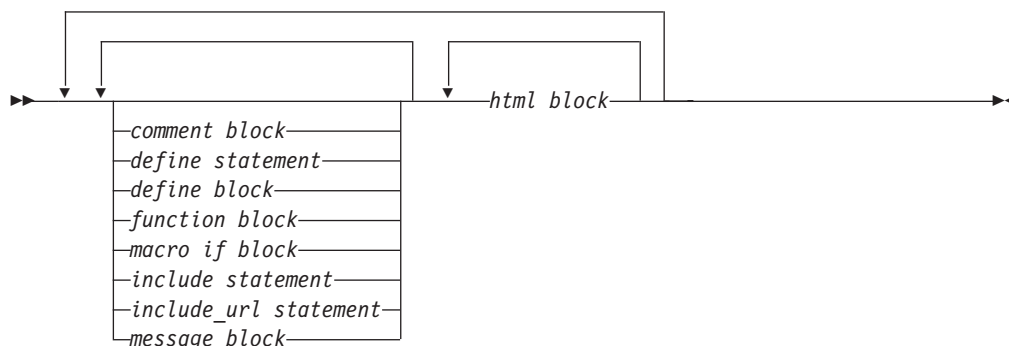 html block
comment block
define statement
define block
function block
macro if block
include statement
include_url statement
message block